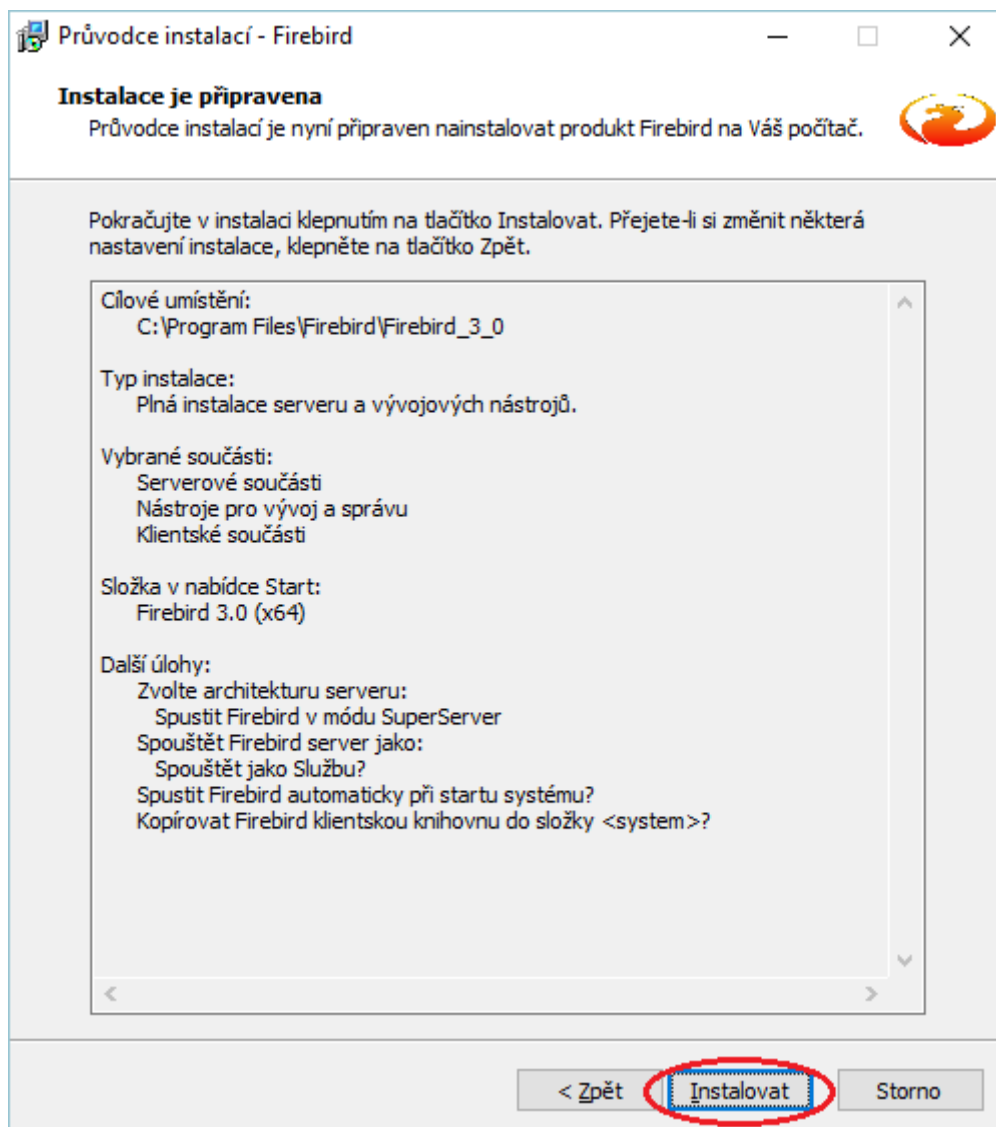 Průvodce instalací - Firebird
Instalace je připravena
Průvodce instalací je nyní připraven nainstalovat produkt Firebird na Váš počítač.
Pokračujte v instaci klepnutím na tlačítko Instalovat. Přejete-li si změnit některá
nastavení instalace, klepněte na tlačítko Zpět.
Cílové umístění:
C:\Program Files\Firebird\Firebird_3_0
Typ instalace:
Plná instalace serveru a vývojových nástrojů.
Vybrané součásti:
Serverové součásti
Nástroje pro vývoj a správu
Klientské součásti
Složka v nabídce Start:
Firebird 3.0 (x64)
Další úlohy:
Zvolte architekturu serveru:
Spustit Firebird v módu SuperServer
Spouštět Firebird server jako:
Spouštět jako Službu?
Spustit Firebird automaticky při startu systému?
Kopírovat Firebird klientskou knihovnu do složky <system>?
< Zpět
Instalovat
Storno